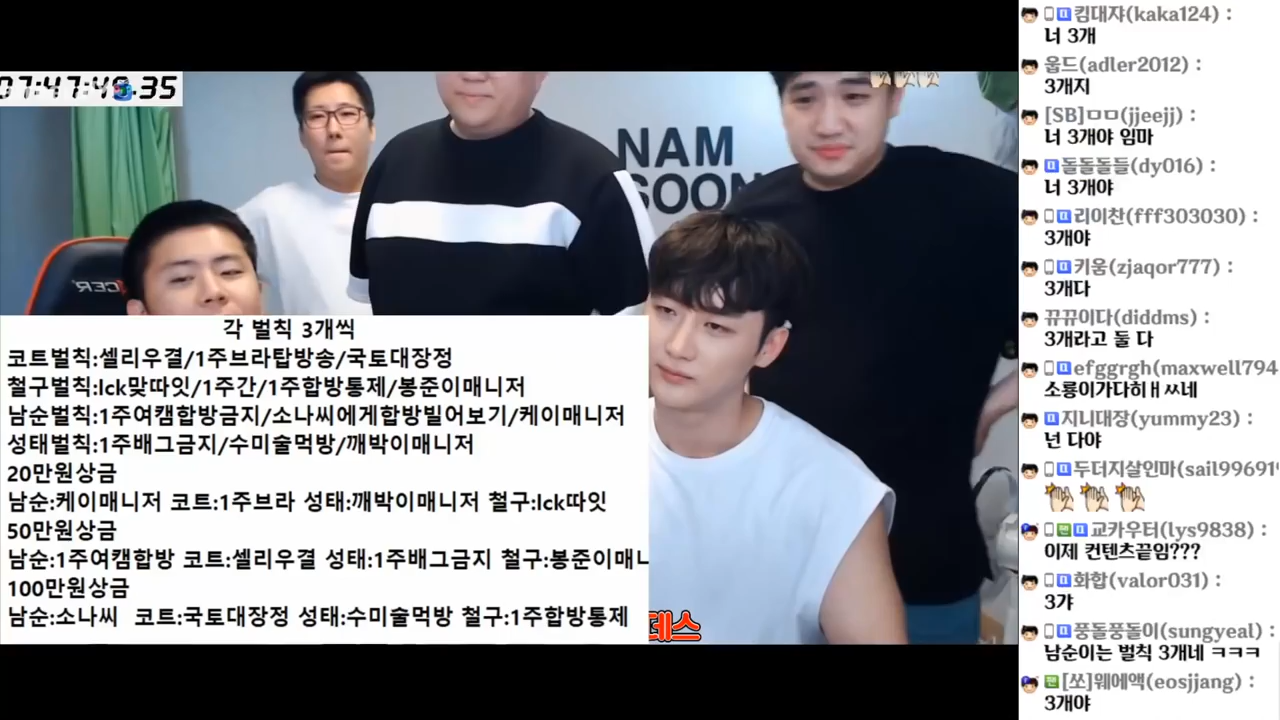 07:47:49.35
NAM
SOON
각 벌칙 3개씩
코트벌칙:셀리우결/1주브라탑방송/국토대장정
철구벌칙:lck맞따잇/1주간/1주합방통제/봉준이매니저
남순벌칙:1주여캠합방금지/소나씨에게합방빌어보기/케이매니저
성태벌칙:1주배그금지/수미술먹방/깨박이매니저
20만원상금
남순:케이매니저 코트:1주브라 성태:깨박이매니저 철구:lck따잇
50만원상금
남순:1주여캠합방 코트:셀리우결 성태:1주배그금지 철구:봉준이매니
100만원상금
남순:소나씨 코트:국토대장정 성태:수미술먹방 철구:1주합방통제
데스
킴대쟈(kaka124) :
너 3개
웁드(adler2012) :
3개지
[SB]ㅁㅁ(jjeejj) :
너 3개야 임마
돌돌돌들(dy016) :
너 3개야
리이찬(fff303030) :
3개야
키움(zjaqor777) :
3개다
뀨뀨이다(diddms) :
3개라고 둘 다
efggrgh(maxwell794
소룡이가다히ㅐㅆ네
지니대장(yummy23) :
넌 다야
두더지살인마(sail99691
교카우터(lys9838) :
이제 컨텐츠끝임???
화합(valor031) :
3갸
풍돌풍돌이(sungyeal) :
남순이는 벌칙 3개네 ㅋㅋㅋ
[쏘]웨에액(eosjjang) :
3개야